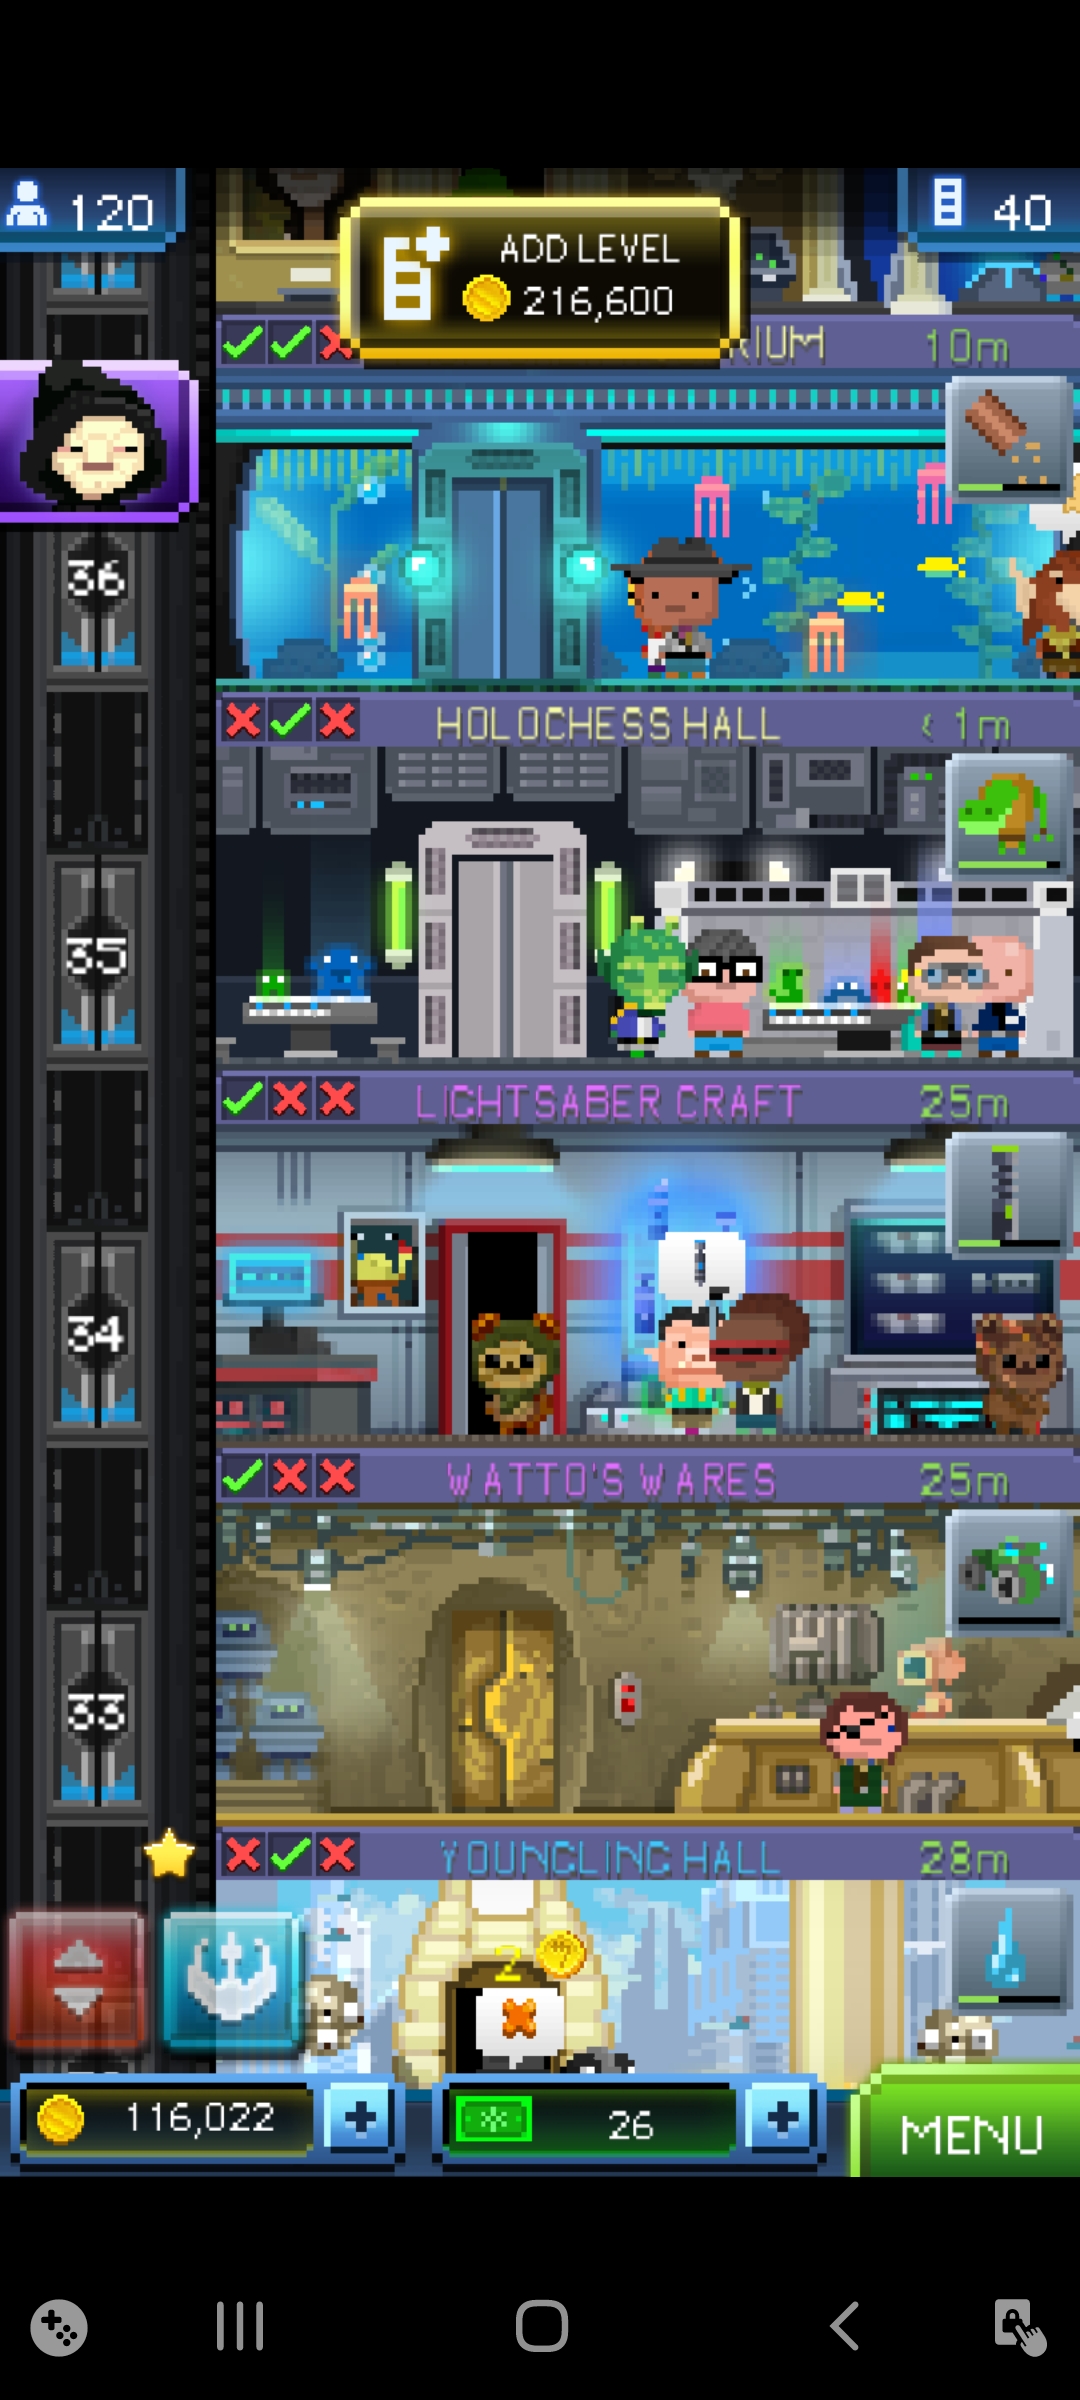 120
ADD LEVEL
216,600
40
RIUM 10m
36
HOLOCHESS HALL < 1m
35
LIGHTSABER CRAFT 25m
34
WATTO'S WARES 25m
33
YOUNGLING HALL 28m
2
116,022
26
MENU